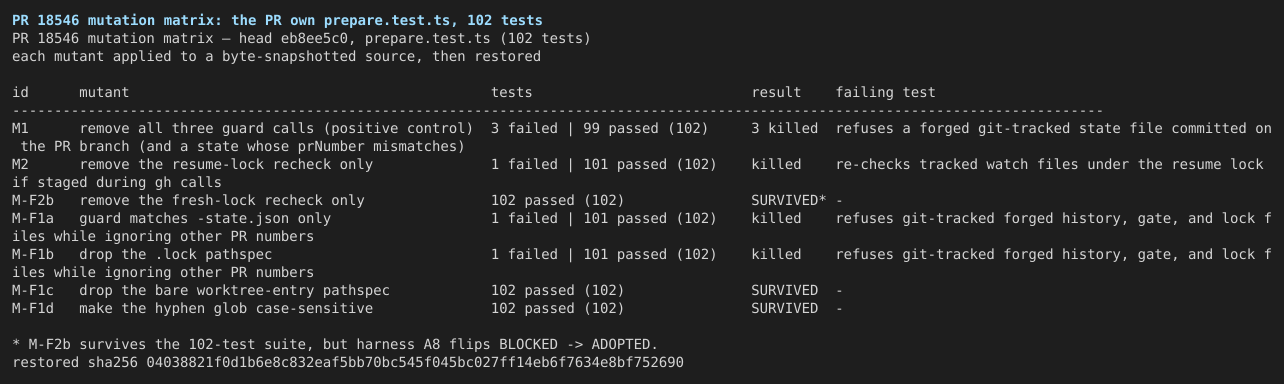 PR 18546 mutation matrix: the PR own prepare.test.ts, 102 tests
PR 18546 mutation matrix — head eb8ee5c0, prepare.test.ts (102 tests)
each mutant applied to a byte-snapshotted source, then restored
id      mutant                                           tests                          result    failing test
----------------------------------------------------------------------------------------------------------------------------------
M1      remove all three guard calls (positive control)  3 failed | 99 passed (102)     3 killed  refuses a forged git-tracked state file committed on
 the PR branch (and a state whose prNumber mismatches)
M2      remove the resume-lock recheck only              1 failed | 101 passed (102)    killed    re-checks tracked watch files under the resume lock
if staged during gh calls
M-F2b   remove the fresh-lock recheck only               102 passed (102)               SURVIVED* -
M-F1a   guard matches -state.json only                   1 failed | 101 passed (102)    killed    refuses git-tracked forged history, gate, and lock f
iles while ignoring other PR numbers
M-F1b   drop the .lock pathspec                          1 failed | 101 passed (102)    killed    refuses git-tracked forged history, gate, and lock f
iles while ignoring other PR numbers
M-F1c   drop the bare worktree-entry pathspec            102 passed (102)               SURVIVED  -
M-F1d   make the hyphen glob case-sensitive              102 passed (102)               SURVIVED  -
* M-F2b survives the 102-test suite, but harness A8 flips BLOCKED -> ADOPTED.
restored sha256 04038821f0d1b6e8c832eaf5bb70bc545f045bc027ff14eb6f7634e8bf752690